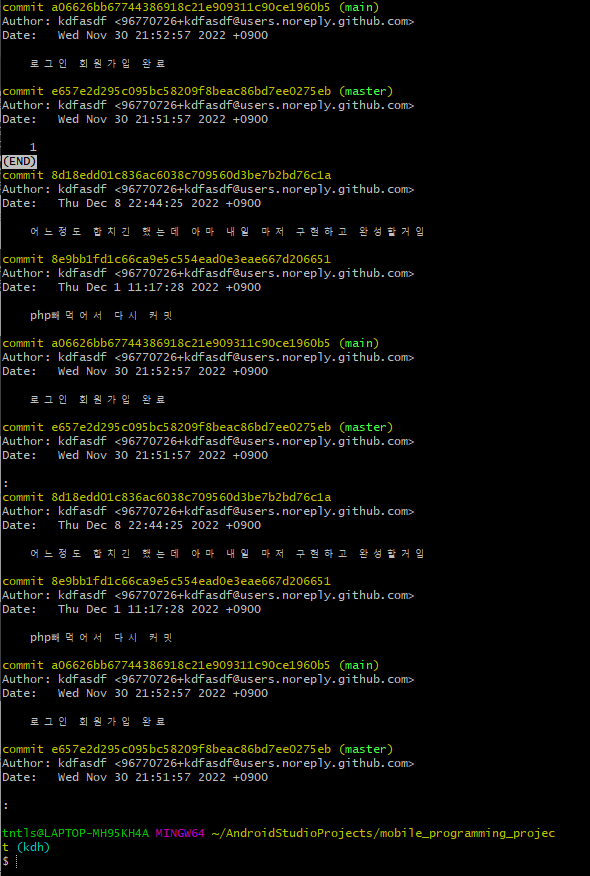 commit a06626bb67744386918c21e909311c90ce1960b5 (main)
Author: kdfasdf <96770726+kdfasdf@users.noreply.github.com>
Date:   Wed Nov 30 21:52:57 2022 +0900
로그인 회원가입 완료
commit e657e2d295c095bc58209f8beac86bd7ee0275eb (master)
Author: kdfasdf <96770726+kdfasdf@users.noreply.github.com>
Date:   Wed Nov 30 21:51:57 2022 +0900
1
(END)
commit 8d18edd01c836ac6038c709560d3be7b2bd76c1a
Author: kdfasdf <96770726+kdfasdf@users.noreply.github.com>
Date:   Thu Dec 8 22:44:25 2022 +0900
어느정도 합치긴 했는데 아마 내일 마저 구현하고 완성할거임
commit 8e9bb1fd1c66ca9e5c554ead0e3eae667d206651
Author: kdfasdf <96770726+kdfasdf@users.noreply.github.com>
Date:   Thu Dec 1 11:17:28 2022 +0900
php빼먹어서 다시 커밋
commit a06626bb67744386918c21e909311c90ce1960b5 (main)
Author: kdfasdf <96770726+kdfasdf@users.noreply.github.com>
Date:   Wed Nov 30 21:52:57 2022 +0900
로그인 회원가입 완료
commit e657e2d295c095bc58209f8beac86bd7ee0275eb (master)
Author: kdfasdf <96770726+kdfasdf@users.noreply.github.com>
Date:   Wed Nov 30 21:51:57 2022 +0900
:
commit 8d18edd01c836ac6038c709560d3be7b2bd76c1a
Author: kdfasdf <96770726+kdfasdf@users.noreply.github.com>
Date:   Thu Dec 8 22:44:25 2022 +0900
어느정도 합치긴 했는데 아마 내일 마저 구현하고 완성할거임
commit 8e9bb1fd1c66ca9e5c554ead0e3eae667d206651
Author: kdfasdf <96770726+kdfasdf@users.noreply.github.com>
Date:   Thu Dec 1 11:17:28 2022 +0900
php빼먹어서 다시 커밋
commit a06626bb67744386918c21e909311c90ce1960b5 (main)
Author: kdfasdf <96770726+kdfasdf@users.noreply.github.com>
Date:   Wed Nov 30 21:52:57 2022 +0900
로그인 회원가입 완료
commit e657e2d295c095bc58209f8beac86bd7ee0275eb (master)
Author: kdfasdf <96770726+kdfasdf@users.noreply.github.com>
Date:   Wed Nov 30 21:51:57 2022 +0900
:
tntls@LAPTOP-MH95KH4A MINGW64 ~/AndroidStudioProjects/mobile_programming_projec
t (kdh)
$